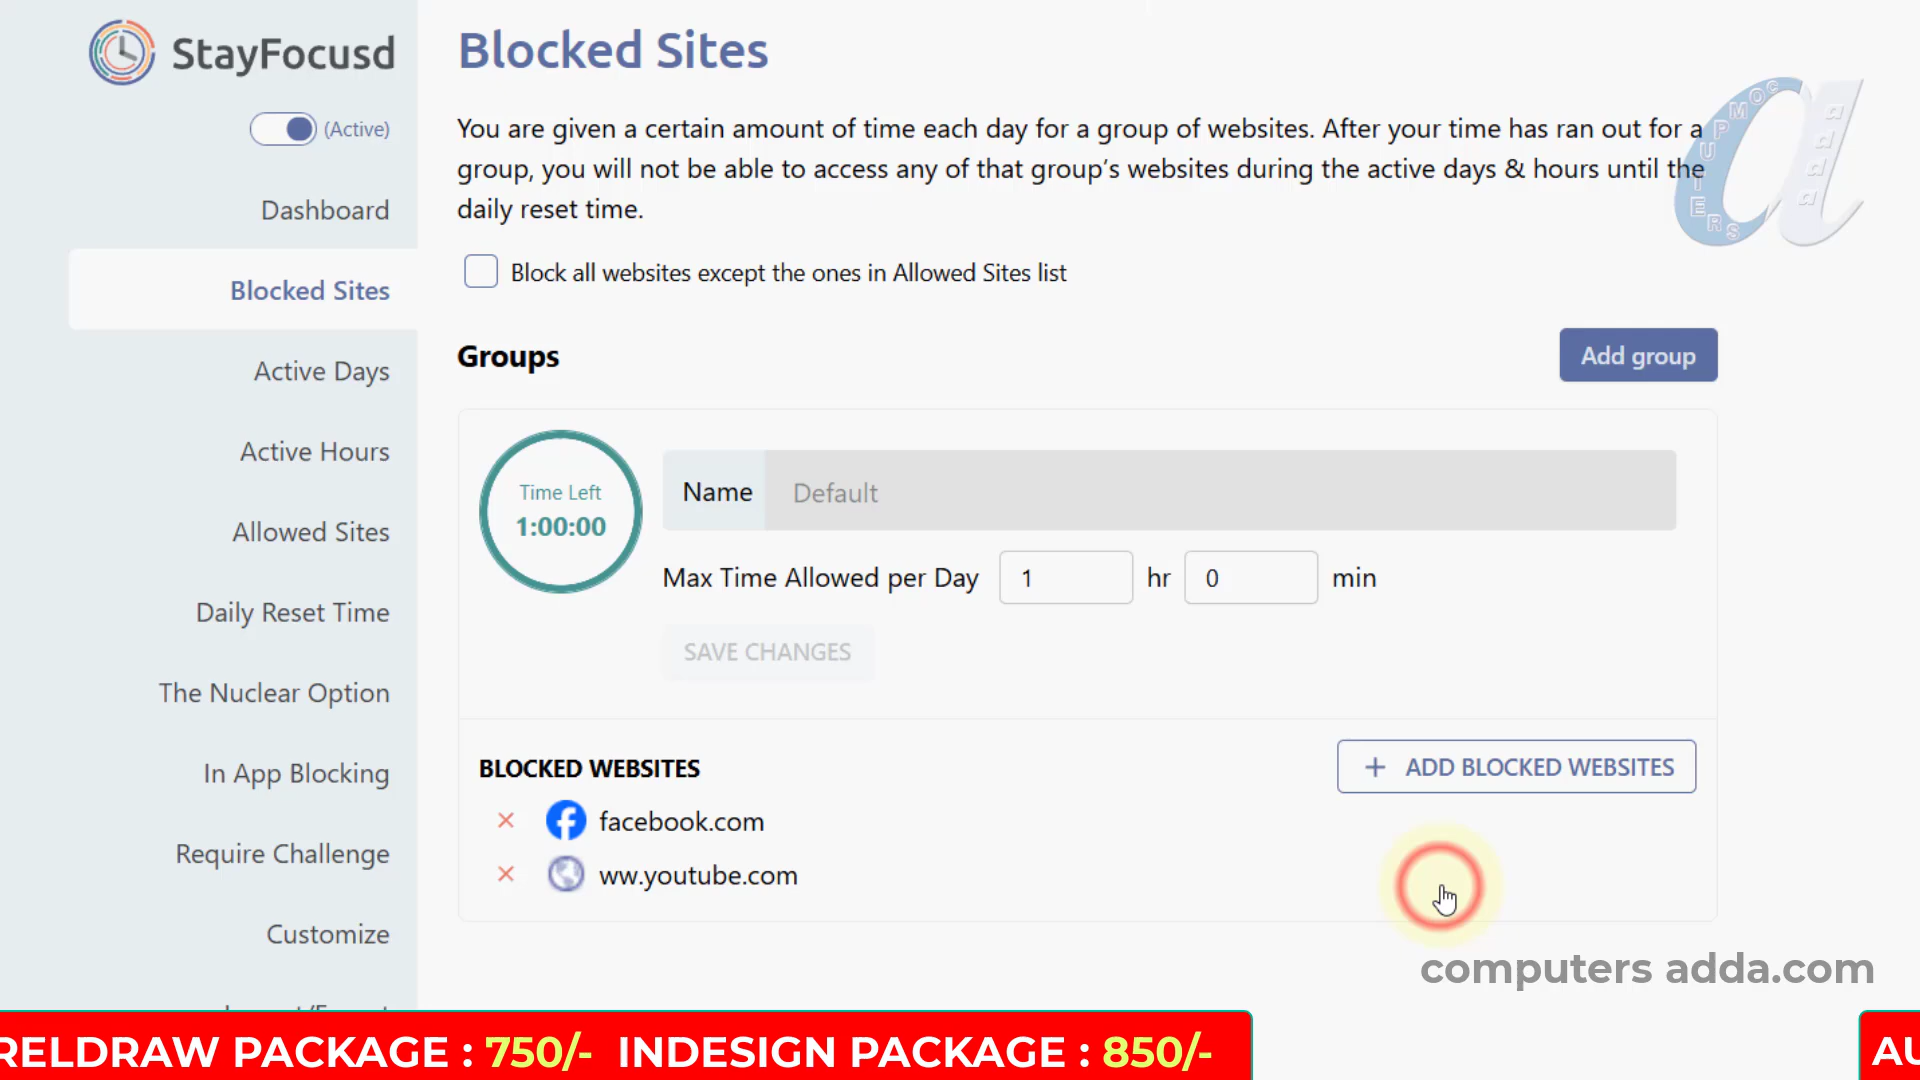 StayFocusd
(Active)
Dashboard
Blocked Sites
Active Days
Active Hours
Allowed Sites
Daily Reset Time
The Nuclear Option
In App Blocking
Require Challenge
Customize
Blocked Sites
You are given a certain amount of time each day for a group of websites. After your time has ran out for a
group, you will not be able to access any of that group's websites during the active days & hours until the
daily reset time.
Block all websites except the ones in Allowed Sites list
Groups
Add group
Time Left
1:00:00
Name
Default
Max Time Allowed per Day 1 hr 0 min
SAVE CHANGES
BLOCKED WEBSITES
+ ADD BLOCKED WEBSITES
facebook.com
ww.youtube.com
COMPUTERS
adda
computers adda.com
RELDRAW PACKAGE : 750/- INDESIGN PACKAGE : 850/-
AU